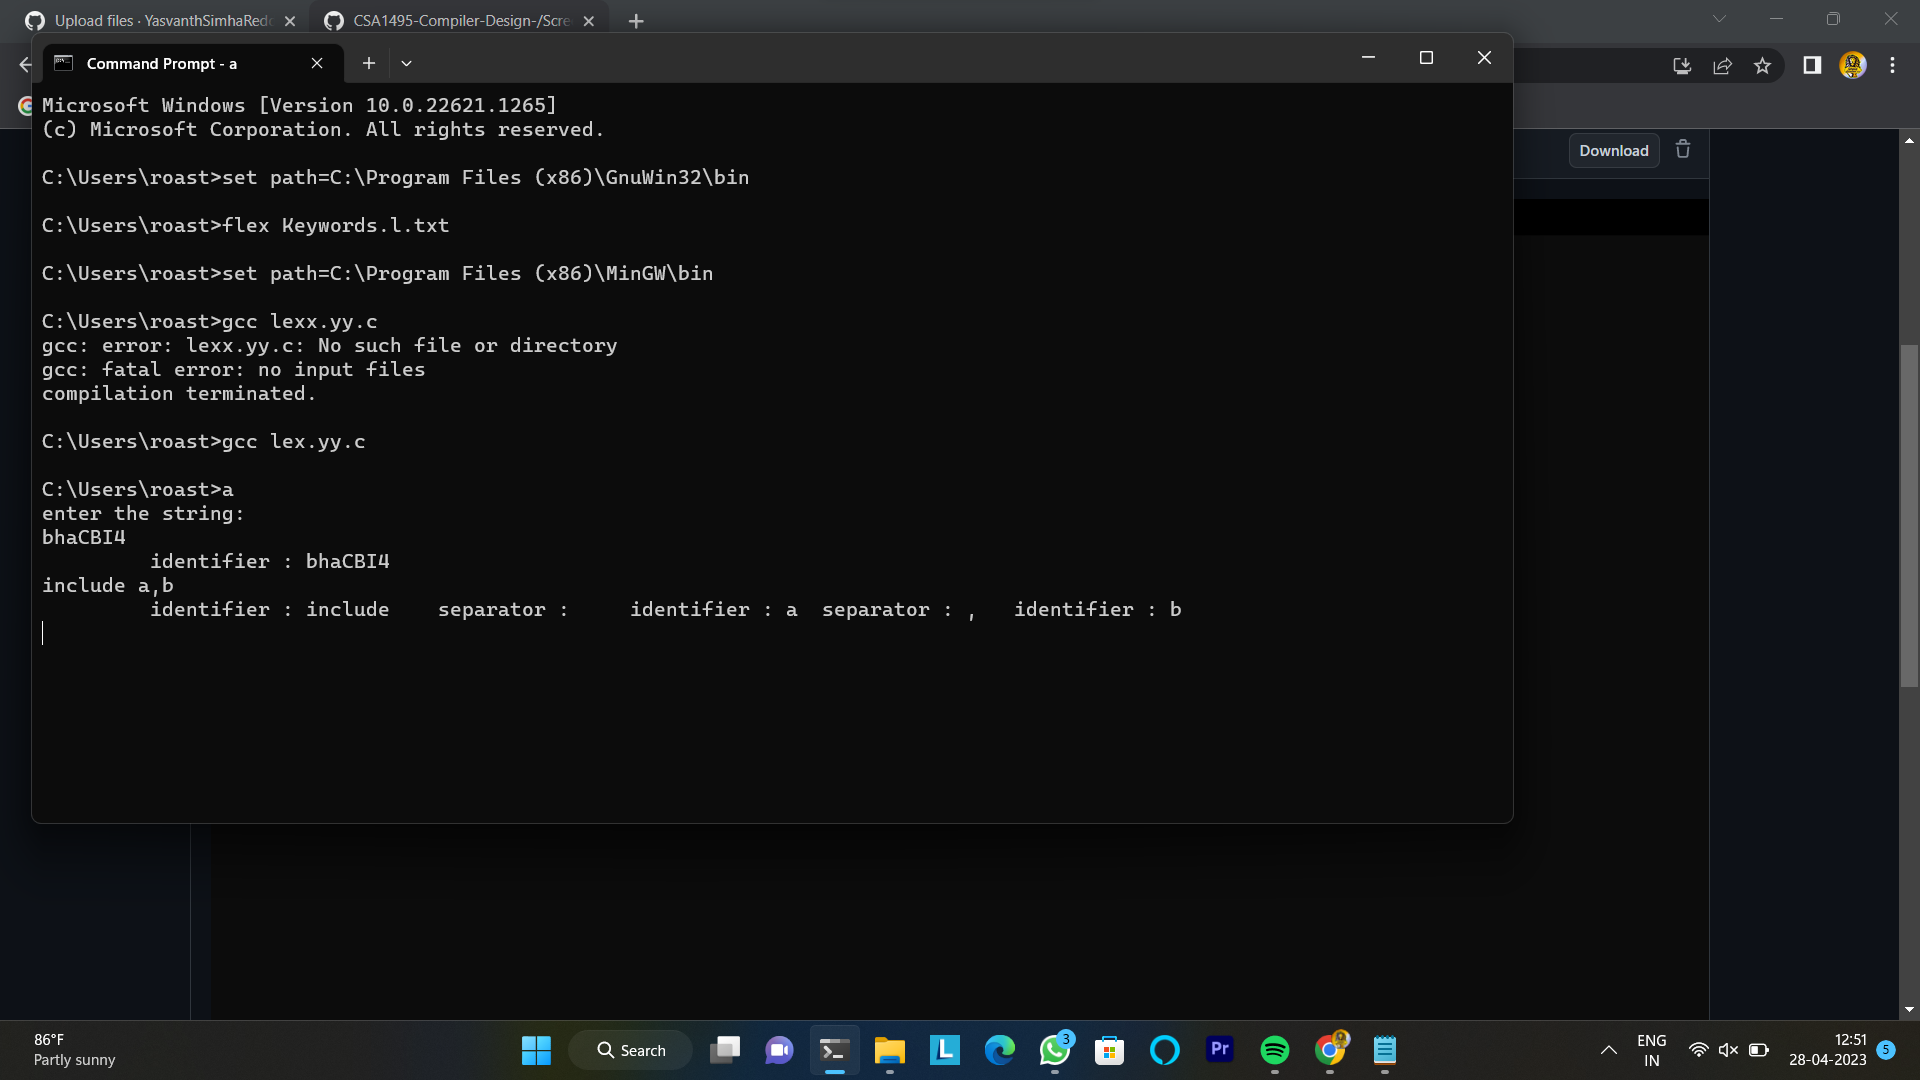 Upload files · YasvanthSimhaRedd
CSA1495-Compiler-Design-/Scre
Command Prompt - a
Download
Microsoft Windows [Version 10.0.22621.1265]
(c) Microsoft Corporation. All rights reserved.
C:\Users\roast>set path=C:\Program Files (x86)\GnuWin32\bin
C:\Users\roast>flex Keywords.l.txt
C:\Users\roast>set path=C:\Program Files (x86)\MinGW\bin
C:\Users\roast>gcc lexx.yy.c
gcc: error: lexx.yy.c: No such file or directory
gcc: fatal error: no input files
compilation terminated.
C:\Users\roast>gcc lex.yy.c
C:\Users\roast>a
enter the string:
bhaCBI4
identifier : bhaCBI4
include a,b
identifier : include separator : identifier : a separator : , identifier : b
86°F
Partly sunny
Search
L
3
Pr
ENG
IN
12:51
28-04-2023
5